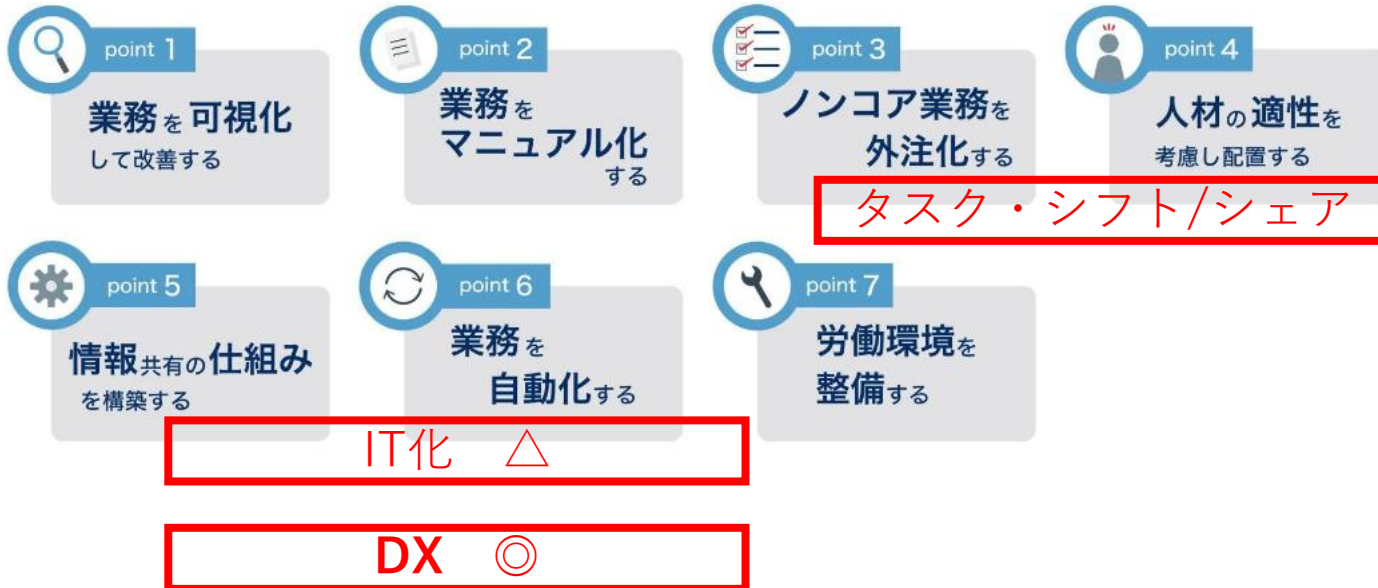 point 1
業務を可視化
して改善する
point 2
業務を
マニュアル化
する
point 3
ノンコア業務を
外注化する
point 4
人材の適性を
考慮し配置する
タスク・シフト/シェア
point 5
情報共有の仕組み
を構築する
point 6
業務を
自動化する
point 7
労働環境を
整備する
IT化 △
DX ◎